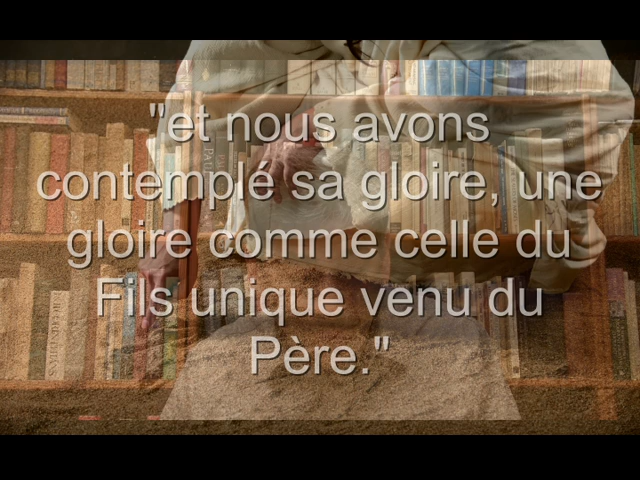 "et nous avons
contemplé sa gloire, une
gloire comme celle du
Fils unique venu du
Père."